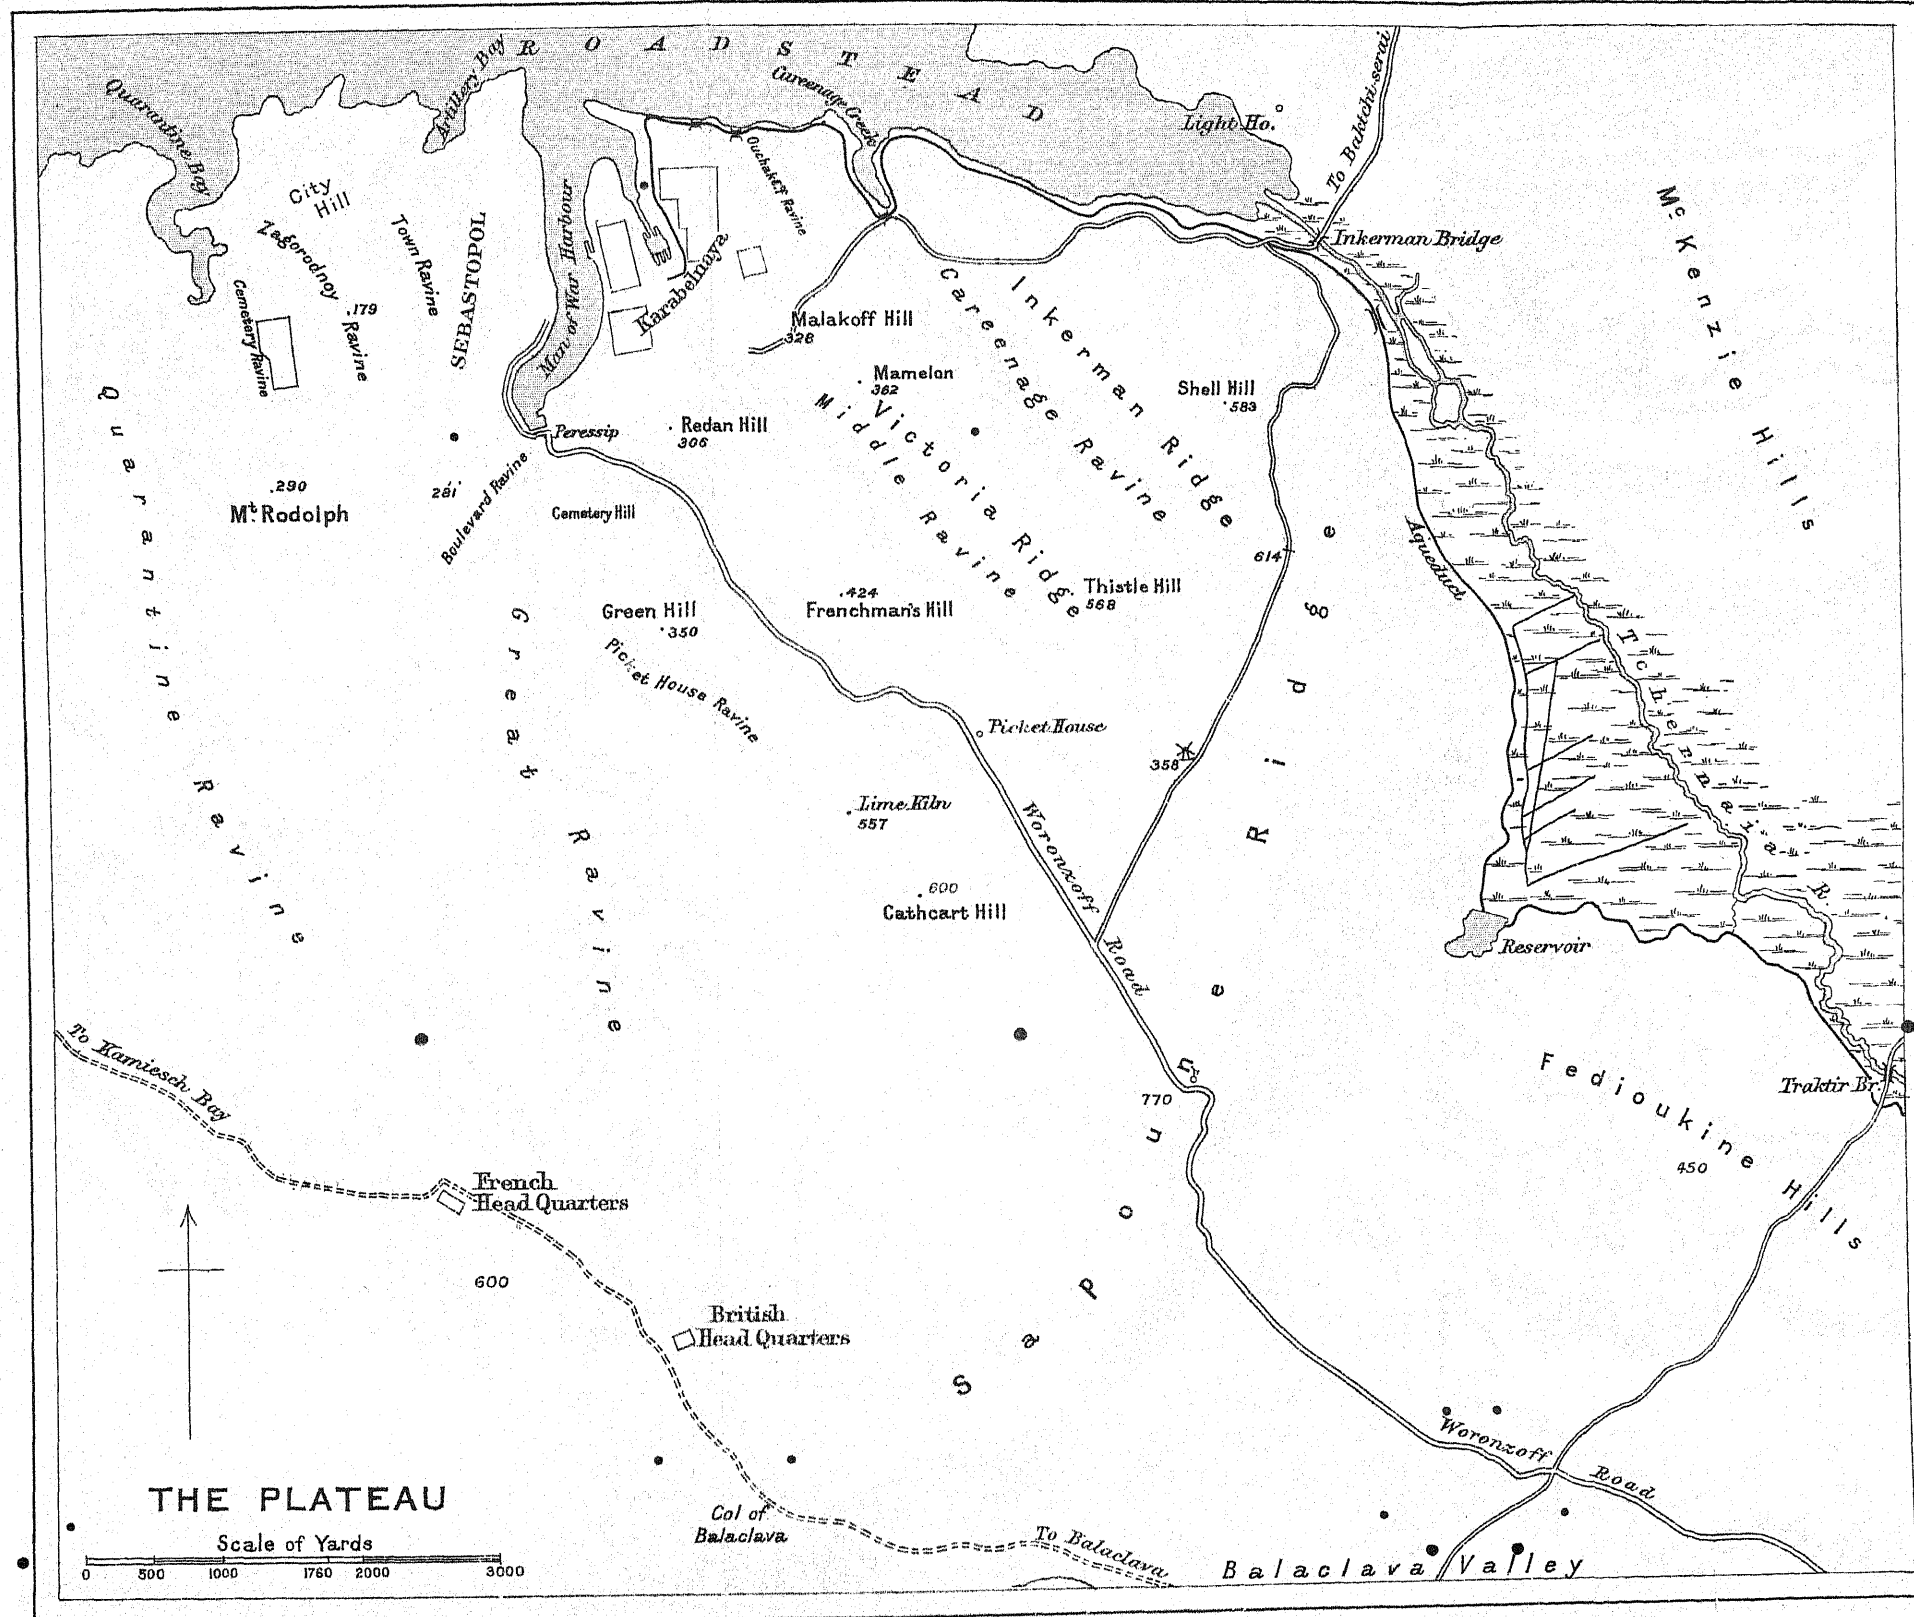 ROADSTEAD
Quarantine Bay
Artillery Bay
Careenage Creek
Light Ho.
To Baktchi-serai
City
Hill
Zagorodnoy
Ravine
Town Ravine
SEBASTOPOL
Cemetery Ravine
.179
Man of War Harbour
Karabelnaya
Ouchakoff Ravine
Inkerman Bridge
McKenzie Hills
Malakoff Hill
328
Mamelon
362
Careenage Ravine
Inkerman Ridge
Shell Hill
583
Redan Hill
306
Victoria Ridge
Middle Ravine
Peressip
.290
Mt. Rodolph
281
Boulevard Ravine
Cemetery Hill
Quarantine Ravine
Great Ravine
Green Hill
350
Picket House Ravine
.424
Frenchman's Hill
Thistle Hill
568
614
Aqueduct
Tchernaia R.
Picket House
358
Lime Kiln
557
600
Cathcart Hill
Woronzoff
Road
Sapoune Ridge
Reservoir
770
Fedioukine Hills
450
Traktir Br.
To Kamiesch Bay
French
Head Quarters
600
British
Head Quarters
Col of
Balaclava
To Balaclava
Woronzoff
Road
Balaclava Valley
THE PLATEAU
Scale of Yards
0 500 1000 1760 2000 3000